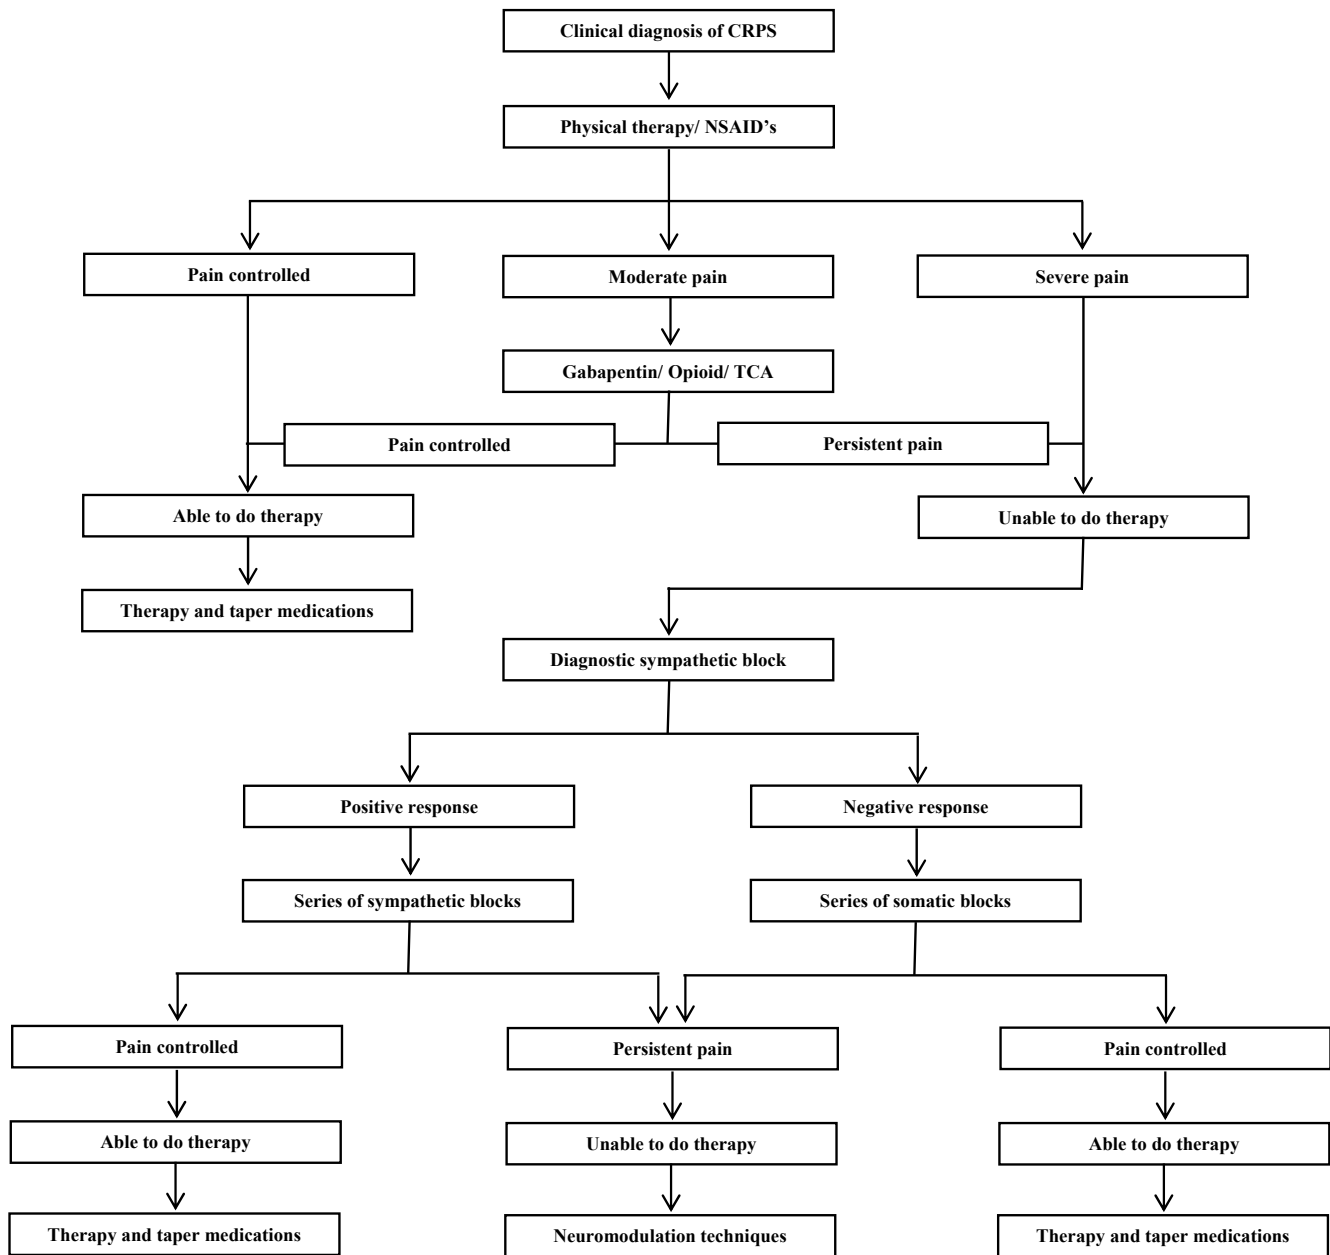 Clinical diagnosis of CRPS
Physical therapy/ NSAID’s
Pain controlled
Moderate pain
Severe pain
Gabapentin/ Opioid/ TCA
Pain controlled
Persistent pain
Able to do therapy
Unable to do therapy
Therapy and taper medications
Diagnostic sympathetic block
Positive response
Negative response
Series of sympathetic blocks
Series of somatic blocks
Pain controlled
Persistent pain
Pain controlled
Able to do therapy
Unable to do therapy
Able to do therapy
Therapy and taper medications
Neuromodulation techniques
Therapy and taper medications